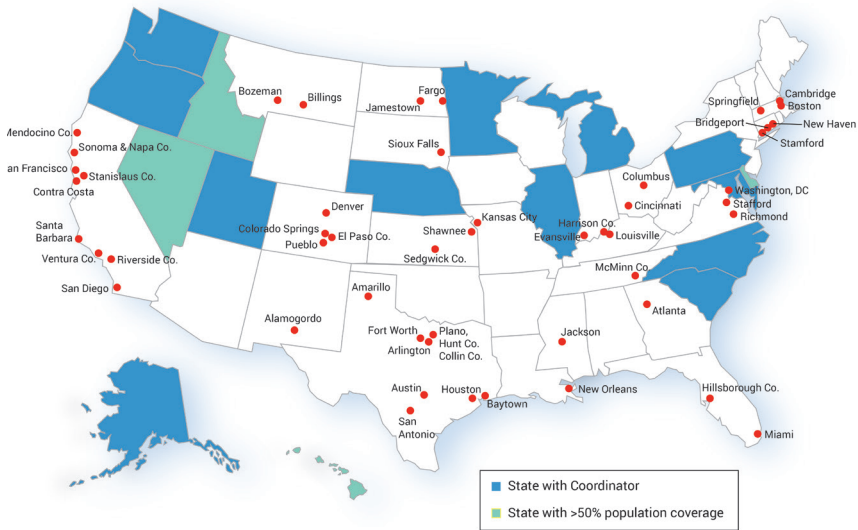 Bozeman
Billings
Fargo
Jamestown
Sioux Falls
Springfield
Cambridge
Boston
Bridgeport
New Haven
Stamford
Mendocino Co.
Sonoma & Napa Co.
an Francisco
Stanislaus Co.
Contra Costa
Santa
Barbara
Ventura Co.
Riverside Co.
San Diego
Denver
Colorado Springs
El Paso Co.
Pueblo
Kansas City
Shawnee
Sedgwick Co.
Columbus
Cincinnati
Harrison Co.
Evansville
Louisville
Washington, DC
Stafford
Richmond
McMinn Co.
Atlanta
Amarillo
Alamogordo
Fort Worth
Arlington
Plano,
Hunt Co.
Collin Co.
Jackson
Austin
San
Antonio
Houston
Baytown
New Orleans
Hillsborough Co.
Miami
State with Coordinator
State with >50% population coverage